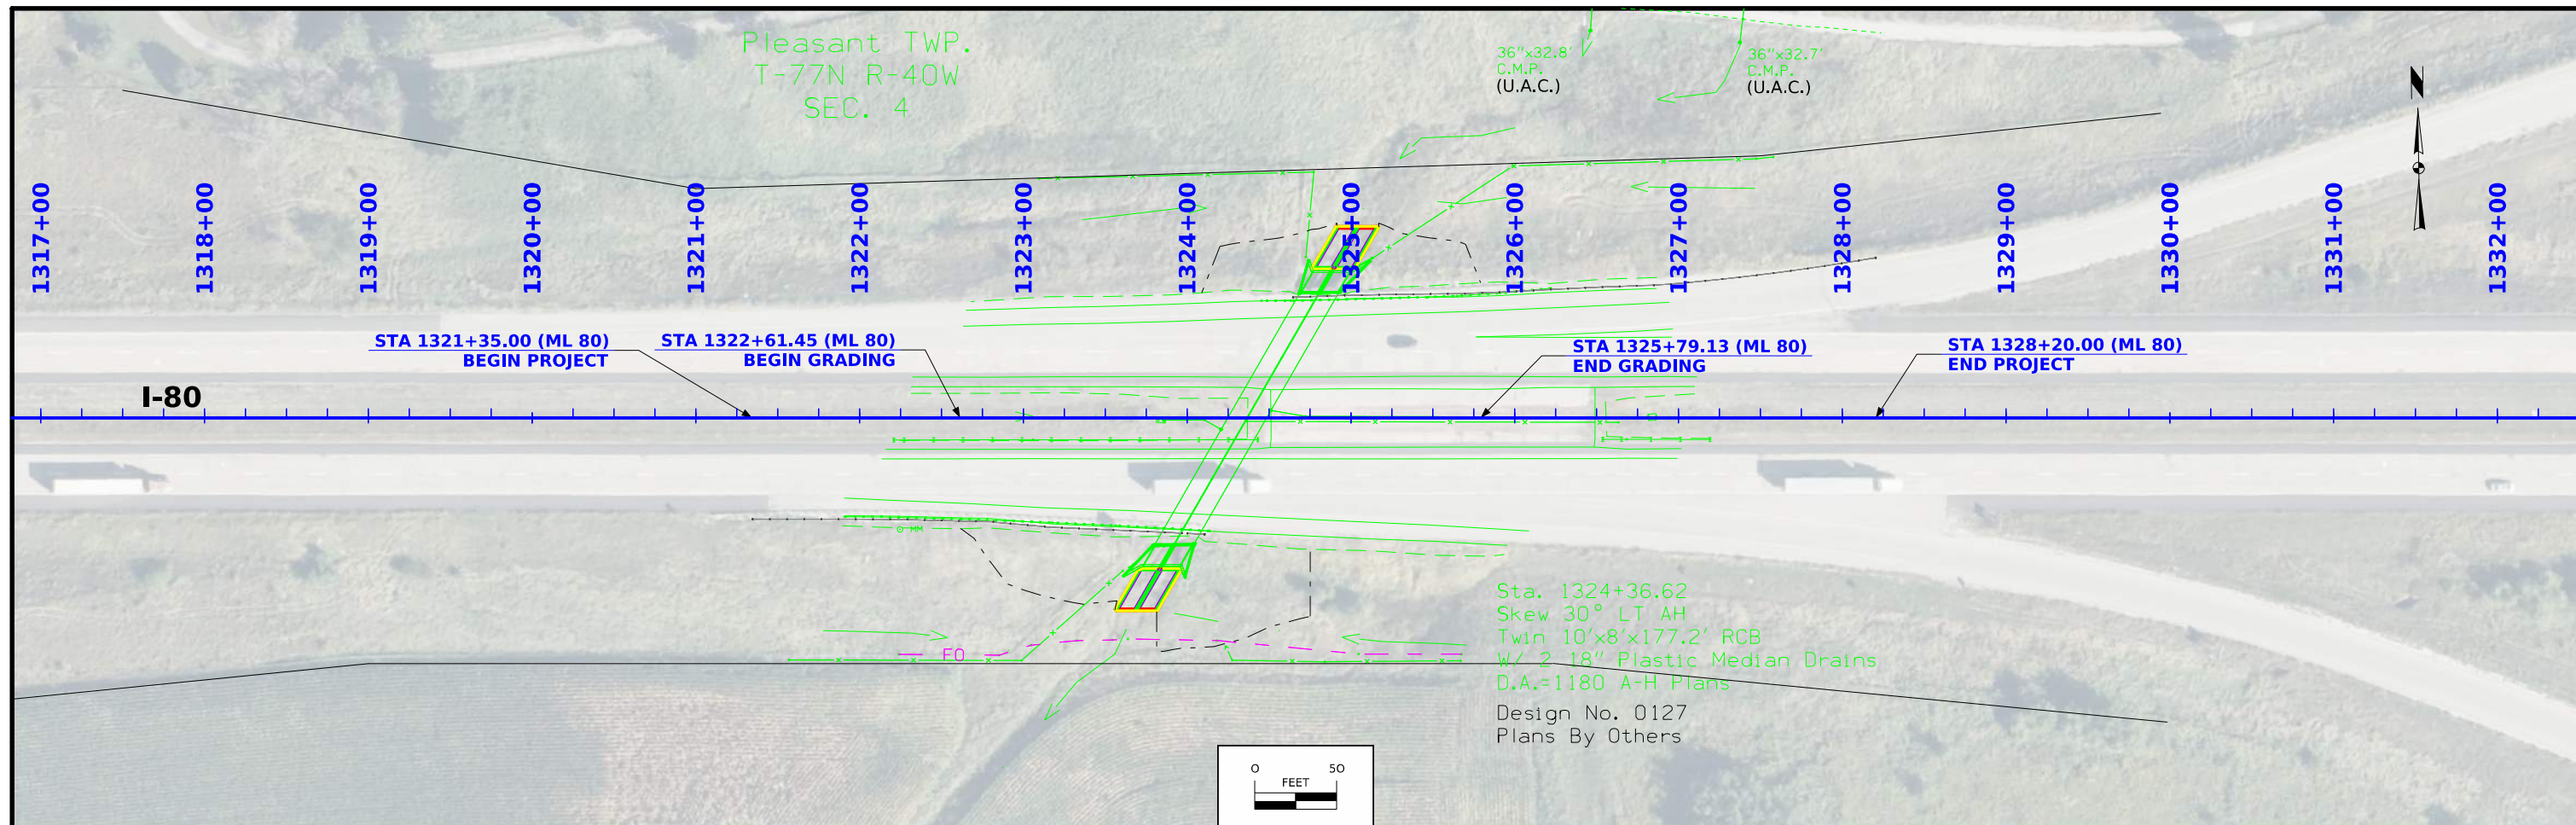 Pleasant TWP.
T-77N R-40W
SEC. 4
36"x32.8'
C.M.P.
(U.A.C.)
36"x32.7'
C.M.P.
(U.A.C.)
N
1317+00
1318+00
1319+00
1320+00
1321+00
1322+00
1323+00
1324+00
1325+00
1326+00
1327+00
1328+00
1329+00
1330+00
1331+00
1332+00
STA 1321+35.00 (ML 80)
BEGIN PROJECT
STA 1322+61.45 (ML 80)
BEGIN GRADING
STA 1325+79.13 (ML 80)
END GRADING
STA 1328+20.00 (ML 80)
END PROJECT
I-80
MM
FO
Sta. 1324+36.62
Skew 30° LT AH
Twin 10'x8'x177.2' RCB
W/ 2 18" Plastic Median Drains
D.A.=1180 A-H Plans
Design No. 0127
Plans By Others
0 50
FEET